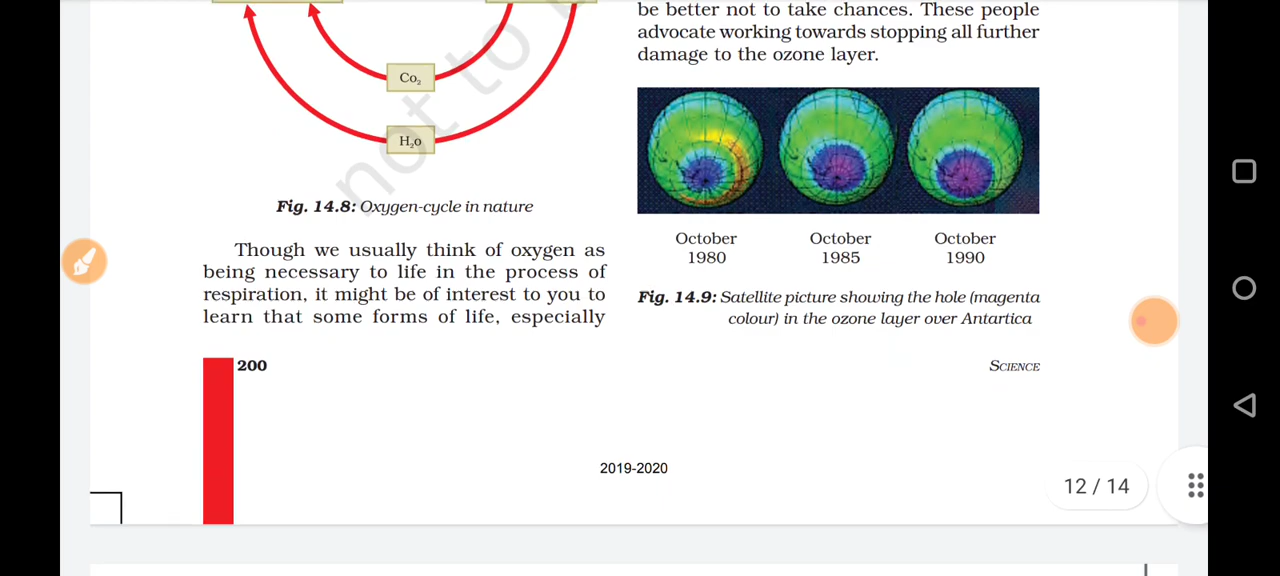 Co₂
H₂o
not to
Fig. 14.8: Oxygen-cycle in nature
Though we usually think of oxygen as
being necessary to life in the process of
respiration, it might be of interest to you to
learn that some forms of life, especially
be better not to take chances. These people
advocate working towards stopping all further
damage to the ozone layer.
October
1980
October
1985
October
1990
Fig. 14.9: Satellite picture showing the hole (magenta
colour) in the ozone layer over Antartica
200
SCIENCE
2019-2020
12 / 14